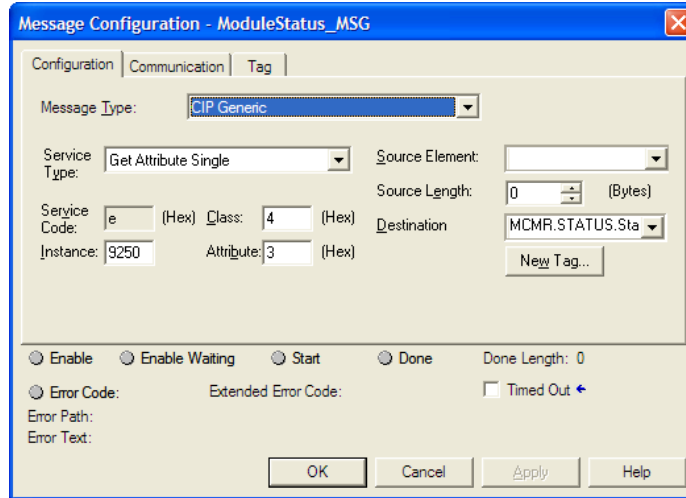 Message Configuration - ModuleStatus_MSG
Configuration Communication Tag
Message Type: CIP Generic
Service Type: Get Attribute Single
Source Element:
Source Length: 0 (Bytes)
Service Code: e (Hex) Class: 4 (Hex)
Destination MCMR.STATUS.Sta
Instance: 9250 Attribute: 3 (Hex)
New Tag...
Enable Enable Waiting Start Done Done Length: 0
Error Code: Extended Error Code: Timed Out
Error Path:
Error Text:
OK Cancel Apply Help